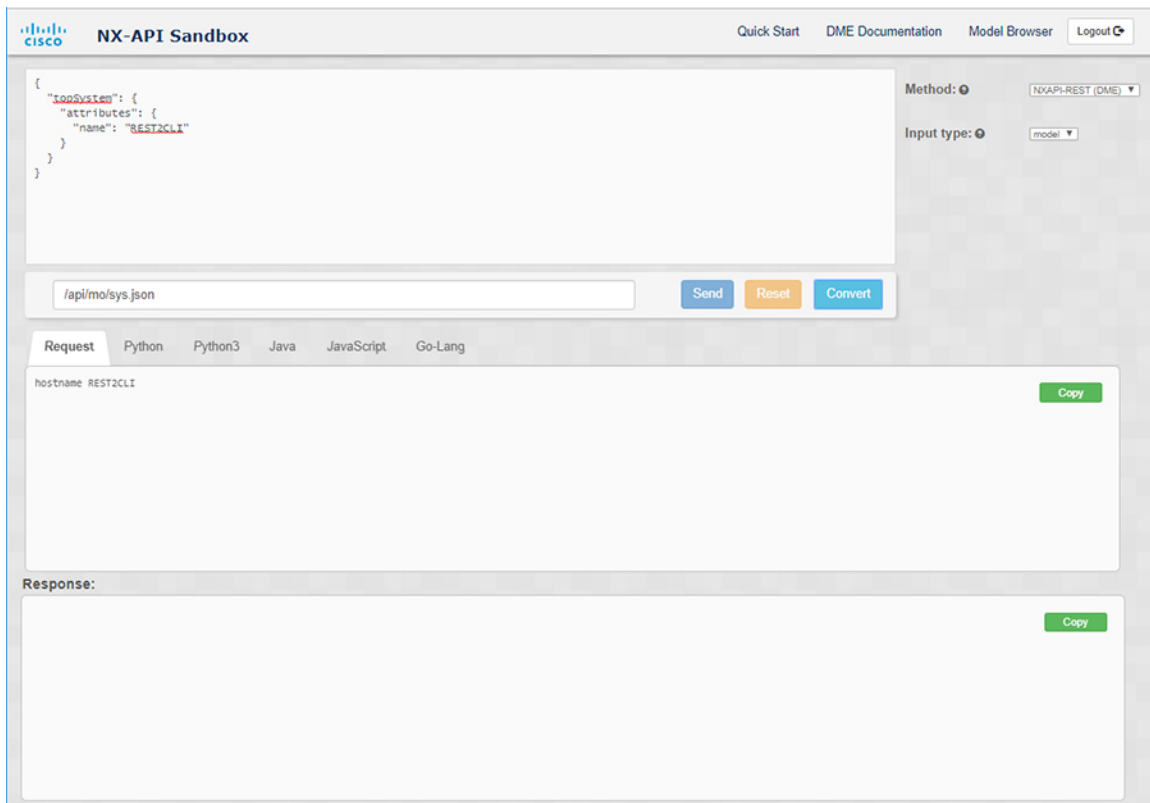 CISCO NX-API Sandbox Quick Start DME Documentation Model Browser Logout
{
"topSystem": {
"attributes": {
"name": "REST2CLI"
}
}
}
Method:
NXAPI-REST (DME)
Input type:
model
/api/mo/sys.json
Send Reset Convert
Request Python Python3 Java JavaScript Go-Lang
hostname REST2CLI
Copy
Response:
Copy